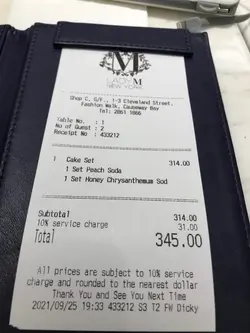 M
LADY M
NEW YORK
Shop C, G/F., 1-3 Cleveland Street,
Fashion Walk, Causeway Bay
Tel: 2861 1866
Table No. : 1
No of Guest : 2
Receipt No : 433212
1 Cake Set 314.00
1 Set Peach Soda
1 Set Honey Chrysanthemum Sod
Subtotal 314.00
10% service charge 31.00
Total 345.00
All prices are subject to 10% service
charge and rounded to the nearest dollar
Thank You and See You Next Time
2021/09/25 19:33 433212 S3 T2 FW Dicky